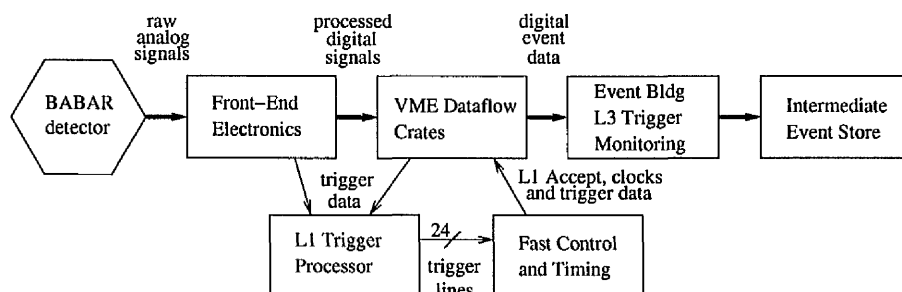 raw
analog
signals
processed
digital
signals
digital
event
data
BABAR
detector
Front-End
Electronics
VME Dataflow
Crates
Event Bldg
L3 Trigger
Monitoring
Intermediate
Event Store
trigger
data
L1 Accept, clocks
and trigger data
L1 Trigger
Processor
24
trigger
lines
Fast Control
and Timing